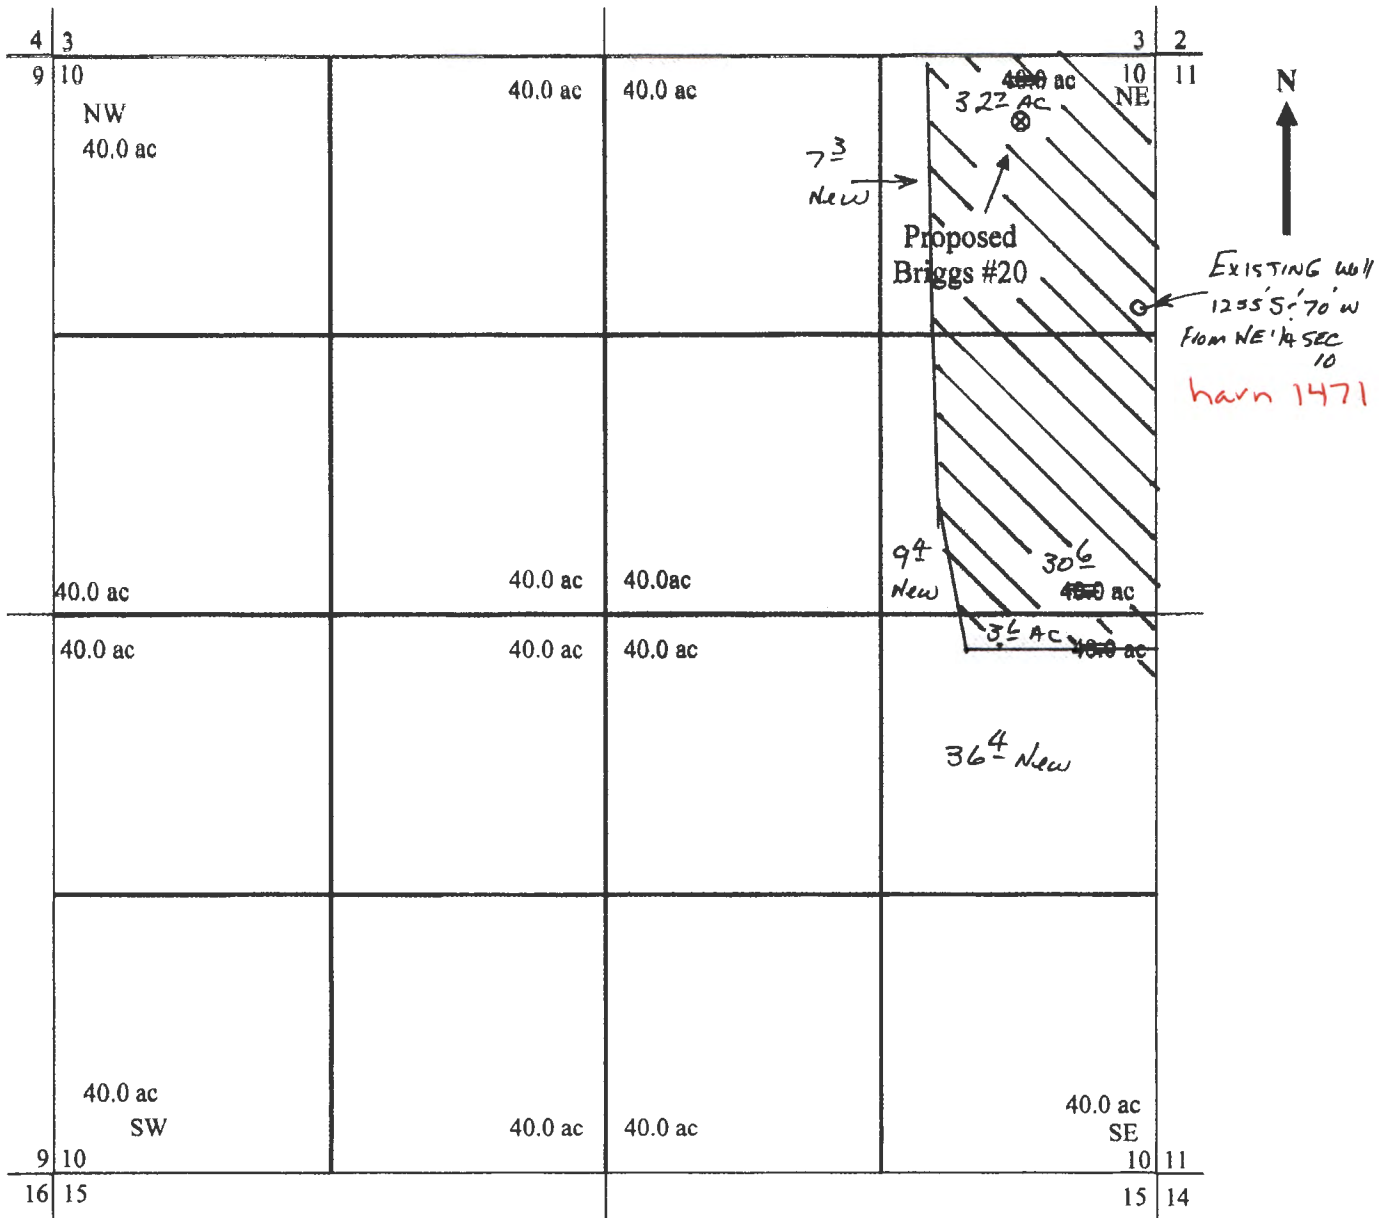 4 3
3 2
9 10
10 11
NE
N
NW
40.0 ac
40.0 ac
40.0 ac
40.0 ac
32 7 AC
7 3
New
Proposed
Briggs #20
EXISTING well
1235' S. 70' W
From NE 1/4 SEC
10
havn 1471
9 4
New
30 6
40.0 ac
40.0 ac
40.0ac
40.0 ac
40.0 ac
40.0 ac
40.0 ac
3 6 AC
40.0 ac
36 4 New
40.0 ac
SW
40.0 ac
40.0 ac
40.0 ac
SE
9 10
10 11
16 15
15 14